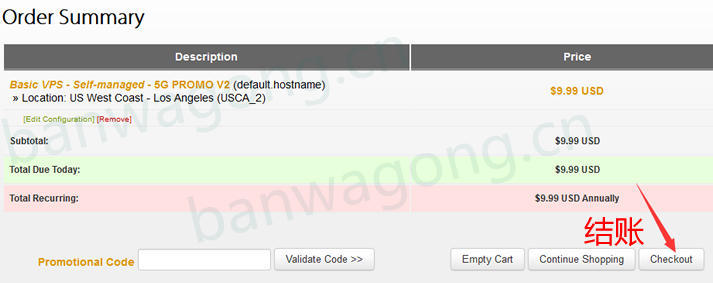 Order Summary
Description Price
Basic VPS - Self-managed - 5G PROMO V2 (default.hostname) $9.99 USD
» Location: US West Coast - Los Angeles (USCA_2)
[Edit Configuration] [Remove]
Subtotal: $9.99 USD
Total Due Today: $9.99 USD
Total Recurring: $9.99 USD Annually
结账
Promotional Code Validate Code >> Empty Cart Continue Shopping Checkout
banwagong.cn
banwagong.cn